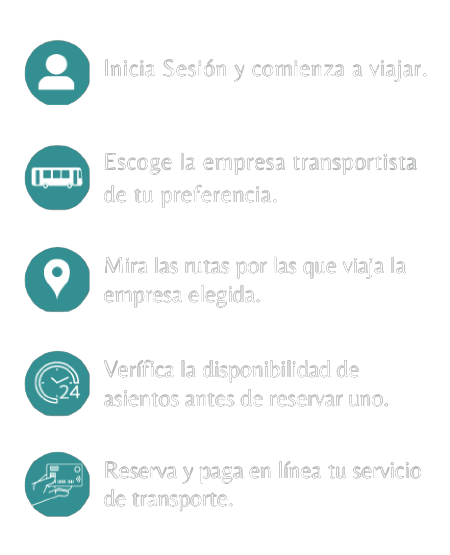 Inicia Sesión y comienza a viajar.
Escoge la empresa transportista
de tu preferencia.
Mira las rutas por las que viaja la
empresa elegida.
Verifica la disponibilidad de
24
asientos antes de reservar uno.
Reserva y paga en línea tu servicio
de transporte.